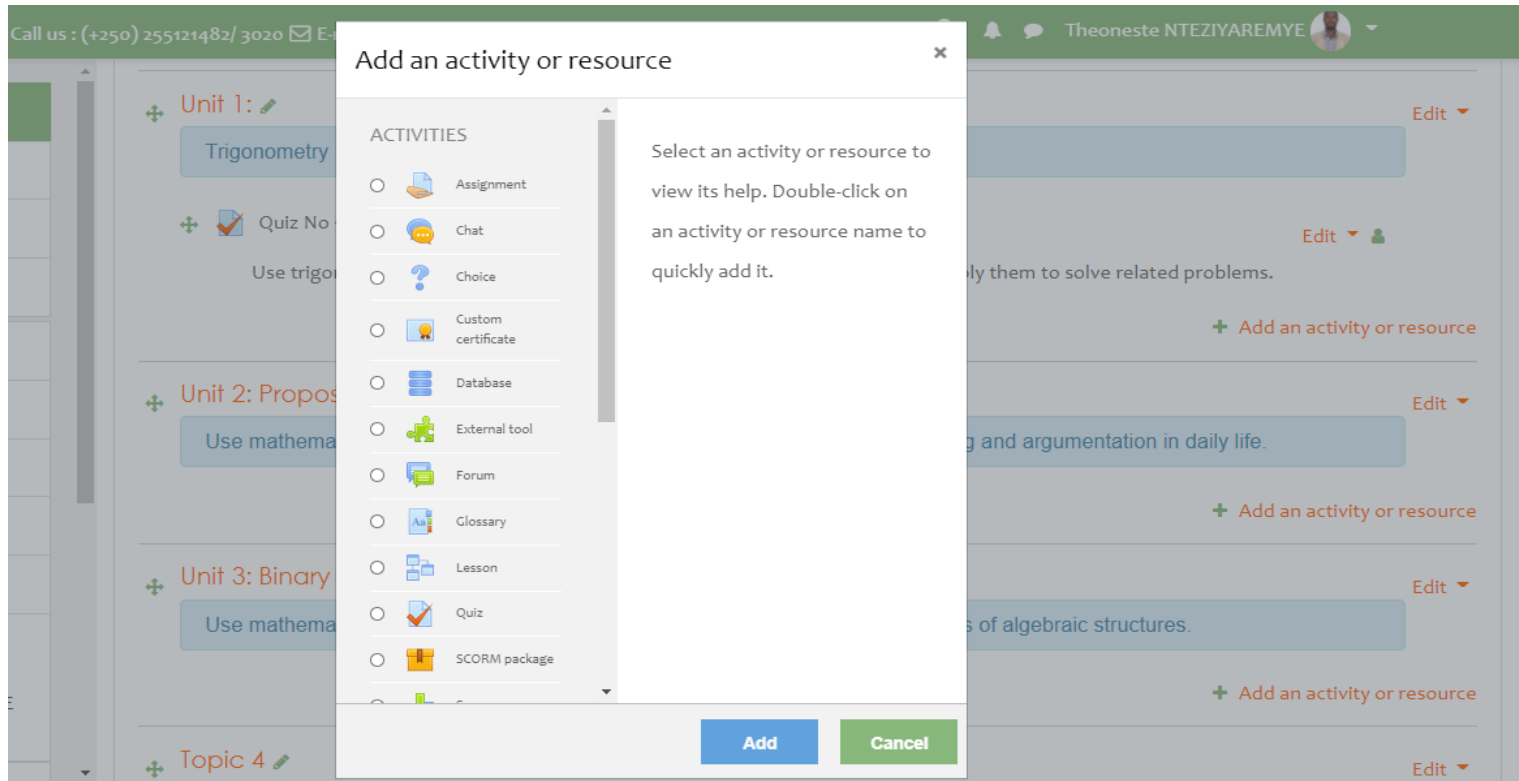 Call us : (+250) 255121482/ 3020 E-
Theoneste NTEZIYAREMYE
Add an activity or resource
×
ACTIVITIES
Assignment
Chat
Choice
Custom
certificate
Database
External tool
Forum
Glossary
Lesson
Quiz
SCORM package
Select an activity or resource to
view its help. Double-click on
an activity or resource name to
quickly add it.
Add
Cancel
Unit 1:
Edit
Trigonometry
Quiz No
Edit
Use trigo
ly them to solve related problems.
+ Add an activity or resource
Unit 2: Propos
Edit
Use mathema
g and argumentation in daily life.
+ Add an activity or resource
Unit 3: Binary
Edit
Use mathema
s of algebraic structures.
+ Add an activity or resource
Topic 4
Edit